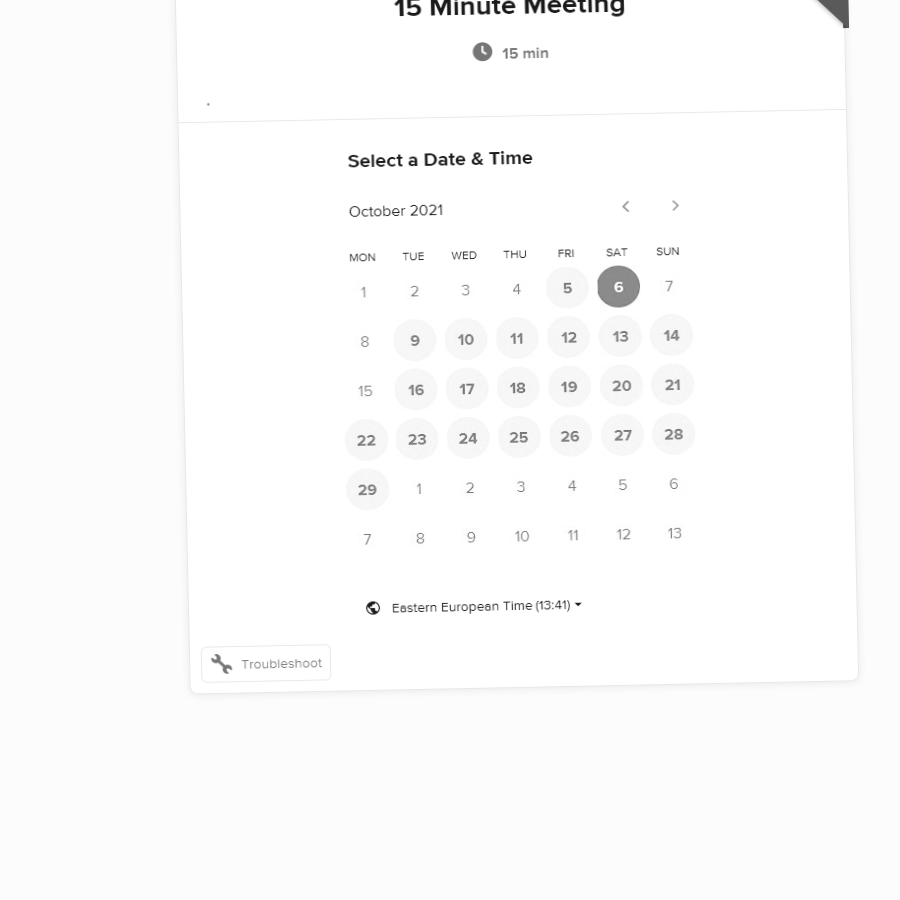 15 Minute Meeting
15 min
.
Select a Date & Time
October 2021
MON TUE WED THU FRI SAT SUN
1 2 3 4 5 6 7
8 9 10 11 12 13 14
15 16 17 18 19 20 21
22 23 24 25 26 27 28
29 1 2 3 4 5 6
7 8 9 10 11 12 13
Eastern European Time (13:41)
Troubleshoot